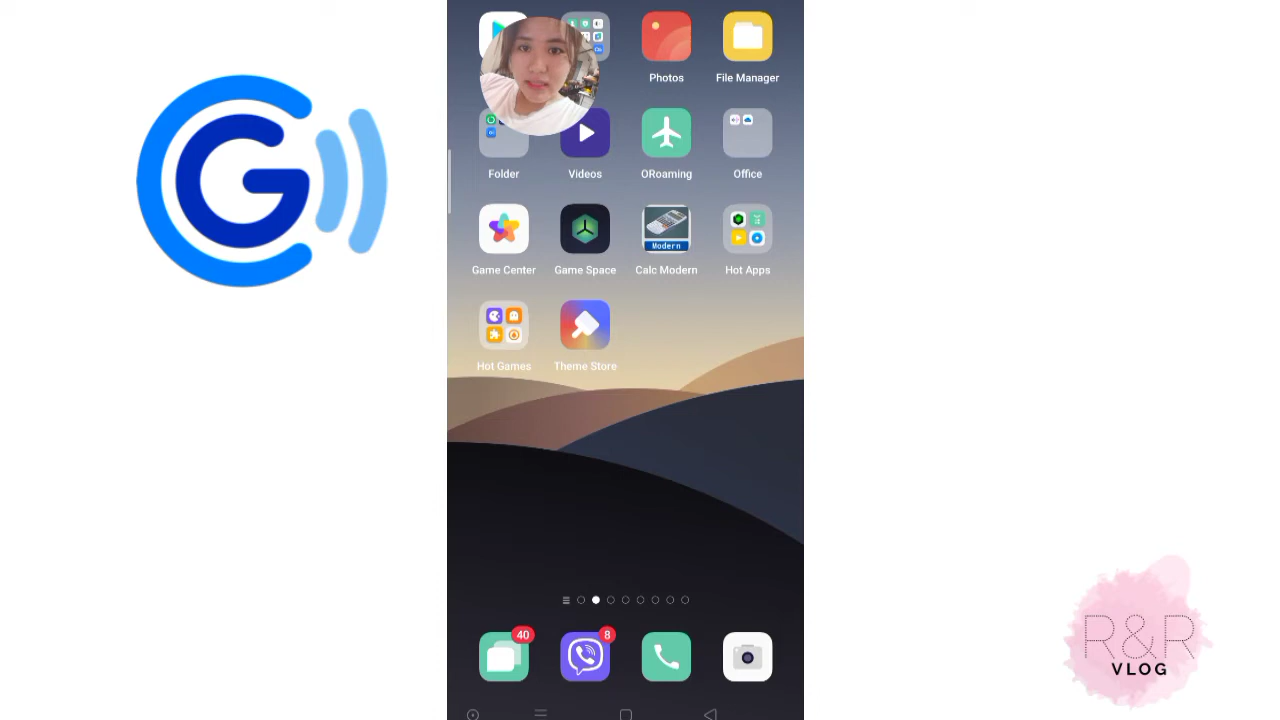 Photos
File Manager
Folder
Videos
ORoaming
Office
Modern
Game Center
Game Space
Calc Modern
Hot Apps
Hot Games
Theme Store
40
8
R&R
VLOG